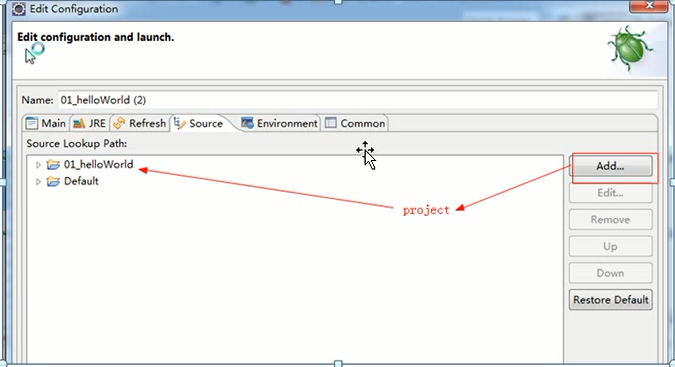 Edit Configuration
Edit configuration and launch.
Name: 01_helloWorld (2)
Main JRE Refresh Source Environment Common
Source Lookup Path:
01_helloWorld
Default
project
Add...
Edit...
Remove
Up
Down
Restore Default